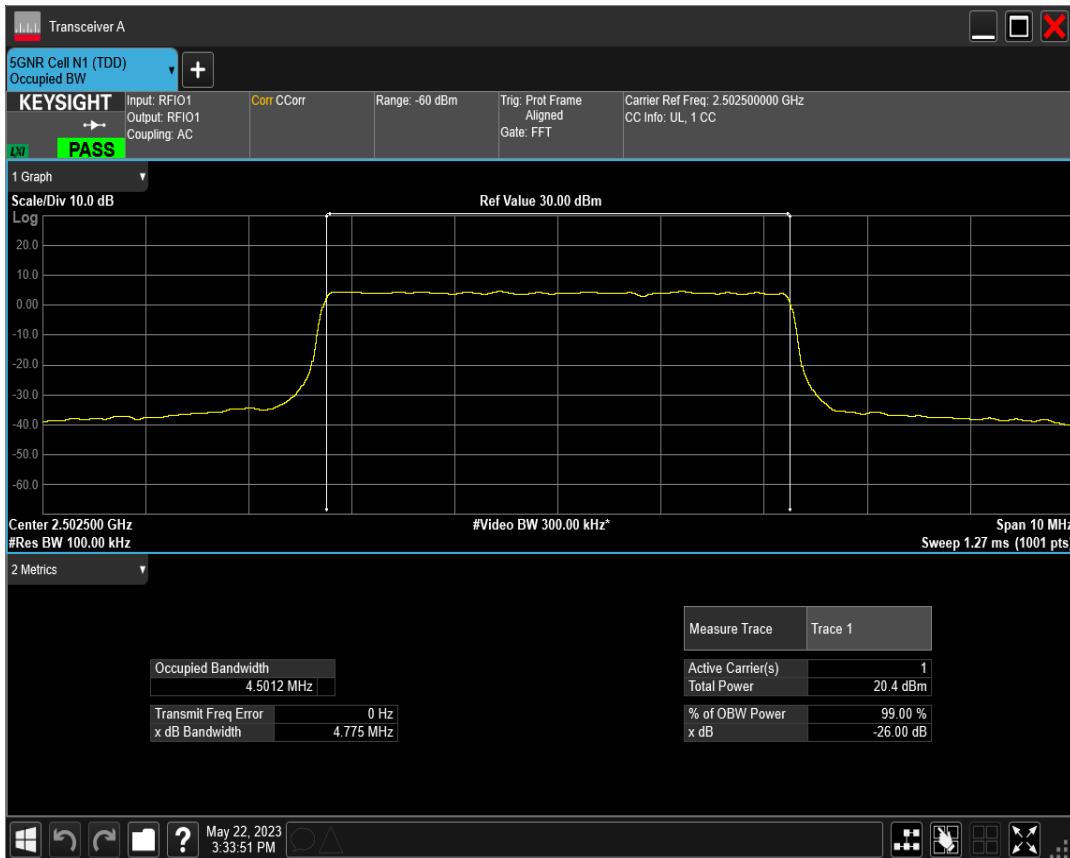 Transceiver A
5GNR Cell N1 (TDD)
Occupied BW
KEYSIGHT
Input: RFIO1
Output: RFIO1
Coupling: AC
Corr CCorr
Range: -60 dBm
Trig: Prot Frame
Aligned
Gate: FFT
Carrier Ref Freq: 2.502500000 GHz
CC Info: UL, 1 CC
LXI
PASS
1 Graph
Scale/Div 10.0 dB
Ref Value 30.00 dBm
Log
20.0
10.0
0.00
-10.0
-20.0
-30.0
-40.0
-50.0
-60.0
Center 2.502500 GHz
#Video BW 300.00 kHz*
Span 10 MHz
#Res BW 100.00 kHz
Sweep 1.27 ms (1001 pts)
2 Metrics
Measure Trace Trace 1
Occupied Bandwidth
4.5012 MHz
Active Carrier(s) 1
Total Power 20.4 dBm
Transmit Freq Error 0 Hz
x dB Bandwidth 4.775 MHz
% of OBW Power 99.00 %
x dB -26.00 dB
May 22, 2023
3:33:51 PM